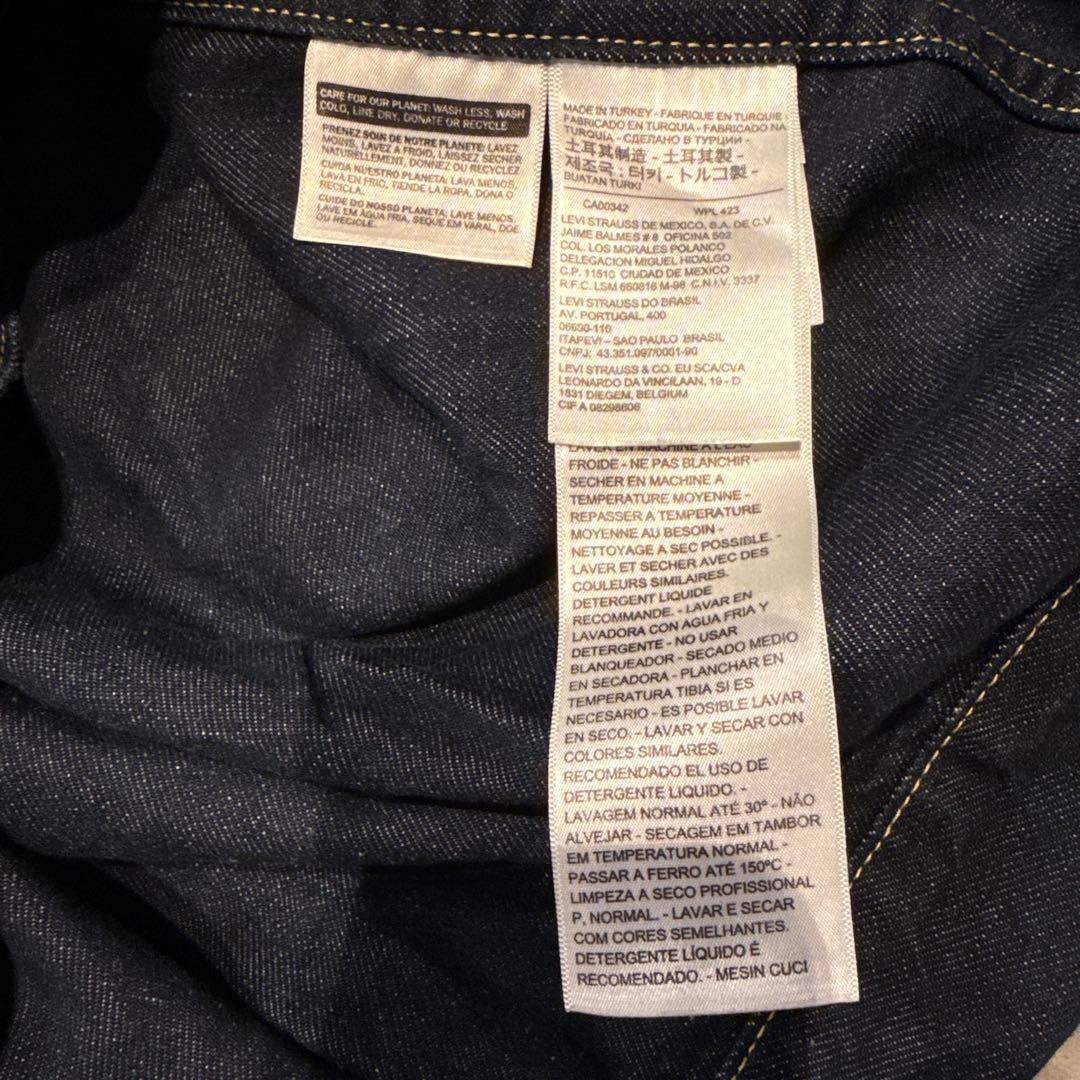 CARE FOR OUR PLANET: WASH LESS, WASH
COLD, LINE DRY, DONATE OR RECYCLE
PRENEZ SOIN DE NOTRE PLANETE: LAVEZ
MOINS, LAVEZ A FROID, LAISSEZ SECHER
NATURELLEMENT, DONNEZ OU RECYCLEZ
CUIDA NUESTRO PLANETA: LAVA MENOS,
LAVA EN FRIO, TIENDE LA ROPA, DONA O
RECICLA.
CUIDE DO NOSSO PLANETA: LAVE MENOS,
LAVE EM ÁGUA FRIA, SEQUE EM VARAL, DOE
OU RECICLE.
MADE IN TURKEY - FABRIQUE EN TURQUIE
FABRICADO EN TURQUIA - FABRICADO NA
TURQUIA - СДЕЛАНО В ТУРЦИИ -
土耳其制造 - 土耳其製 -
제조국 : 터키 - トルコ製 -
BUATAN TURKI
CA00342 WPL 423
LEVI STRAUSS DE MEXICO, S.A. DE C.V.
JAIME BALMES # 8 OFICINA 502
COL. LOS MORALES POLANCO
DELEGACION MIGUEL HIDALGO
C.P. 11510 CIUDAD DE MEXICO
R.F.C. LSM 660816 M-98 C.N.I.V. 3337
LEVI STRAUSS DO BRASIL
AV. PORTUGAL, 400
06690-110
ITAPEVI - SAO PAULO BRASIL
CNPJ: 43.351.097/0001-90
LEVI STRAUSS & CO. EU SCA/CVA
LEONARDO DA VINCILAAN, 19 - D
1831 DIEGEM, BELGIUM
CIF A 08298606
LAVER EN MACHINE A L'EAU
FROIDE - NE PAS BLANCHIR -
SECHER EN MACHINE A
TEMPERATURE MOYENNE -
REPASSER A TEMPERATURE
MOYENNE AU BESOIN -
NETTOYAGE A SEC POSSIBLE. -
LAVER ET SECHER AVEC DES
COULEURS SIMILAIRES.
DETERGENT LIQUIDE
RECOMMANDE. - LAVAR EN
LAVADORA CON AGUA FRIA Y
DETERGENTE - NO USAR
BLANQUEADOR - SECADO MEDIO
EN SECADORA - PLANCHAR EN
TEMPERATURA TIBIA SI ES
NECESARIO - ES POSIBLE LAVAR
EN SECO. - LAVAR Y SECAR CON
COLORES SIMILARES.
RECOMENDADO EL USO DE
DETERGENTE LIQUIDO. -
LAVAGEM NORMAL ATÉ 30º - NÃO
ALVEJAR - SECAGEM EM TAMBOR
EM TEMPERATURA NORMAL -
PASSAR A FERRO ATÉ 150ºC -
LIMPEZA A SECO PROFISSIONAL
P, NORMAL. - LAVAR E SECAR
COM CORES SEMELHANTES.
DETERGENTE LÍQUIDO É
RECOMENDADO. - MESIN CUCI